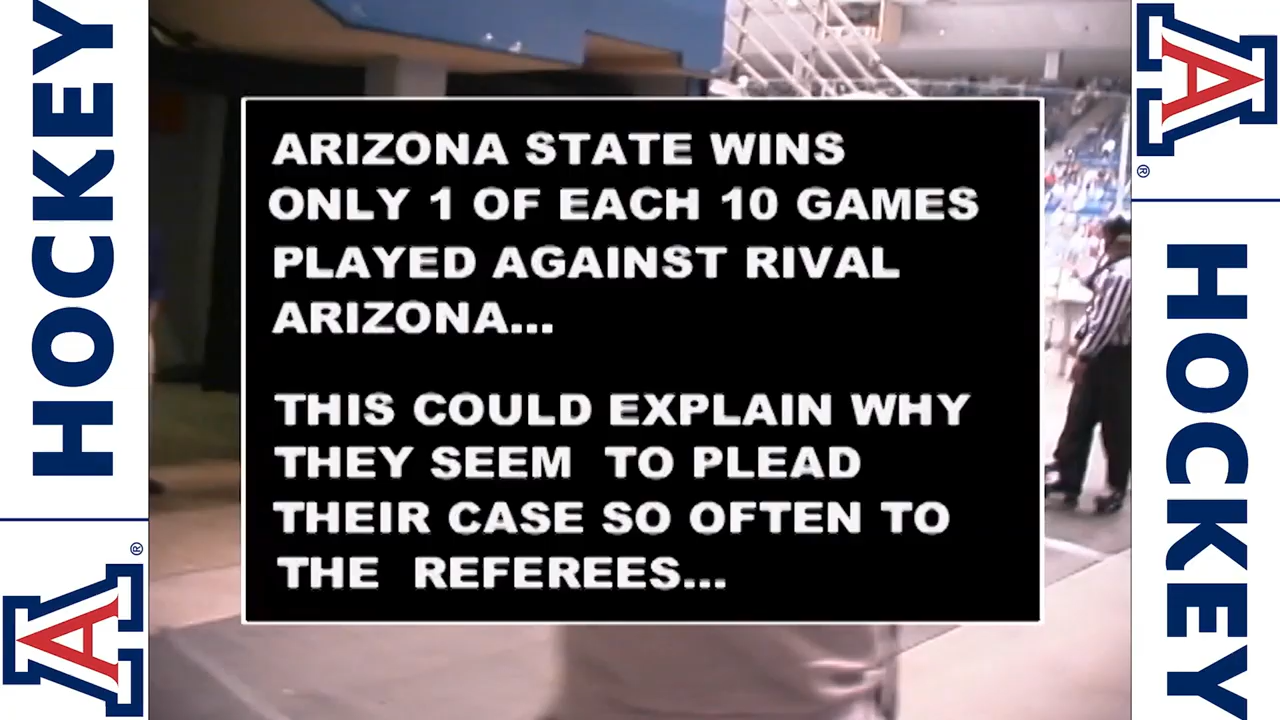 HOCKEY
A
®
ARIZONA STATE WINS
ONLY 1 OF EACH 10 GAMES
PLAYED AGAINST RIVAL
ARIZONA...
THIS COULD EXPLAIN WHY
THEY SEEM TO PLEAD
THEIR CASE SO OFTEN TO
THE REFEREES...
A
®
HOCKEY